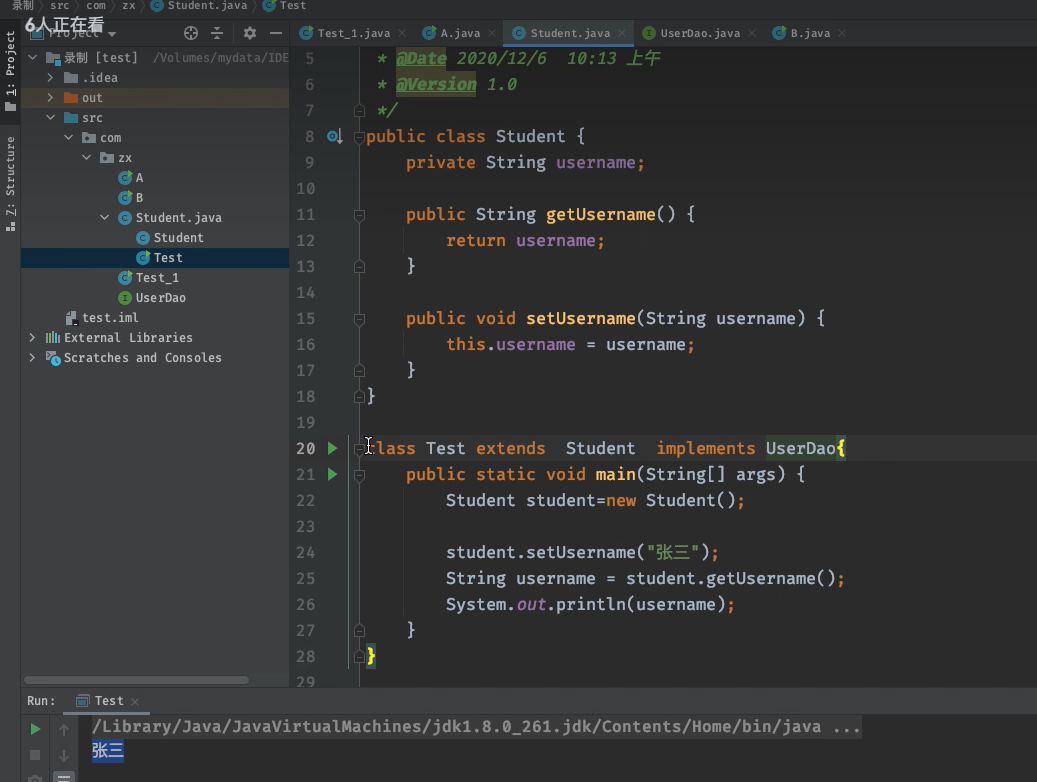 录制 src com zx Student.java Test
6人正在看
Project
Test_1.java A.java Student.java UserDao.java B.java
1: Project
Z: Structure
录制 [test] /Volumes/mydata/IDE
.idea
out
src
com
zx
A
B
Student.java
Student
Test
Test_1
UserDao
test.iml
External Libraries
Scratches and Consoles
5 * @Date 2020/12/6 10:13 上午
6 * @Version 1.0
7 */
8 public class Student {
9 private String username;
10
11 public String getUsername() {
12 return username;
13 }
14
15 public void setUsername(String username) {
16 this.username = username;
17 }
18 }
19
20 class Test extends Student implements UserDao{
21 public static void main(String[] args) {
22 Student student=new Student();
23
24 student.setUsername("张三");
25 String username = student.getUsername();
26 System.out.println(username);
27 }
28 }
29
Run: Test
/Library/Java/JavaVirtualMachines/jdk1.8.0_261.jdk/Contents/Home/bin/java ...
张三